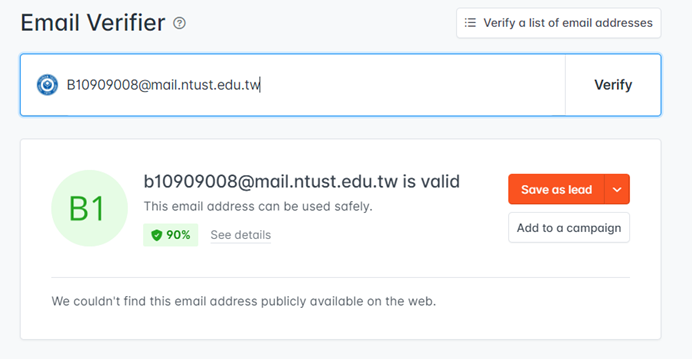 Email Verifier
Verify a list of email addresses
B10909008@mail.ntust.edu.tw
Verify
B1
b10909008@mail.ntust.edu.tw is valid
This email address can be used safely.
90% See details
Save as lead
Add to a campaign
We couldn't find this email address publicly available on the web.